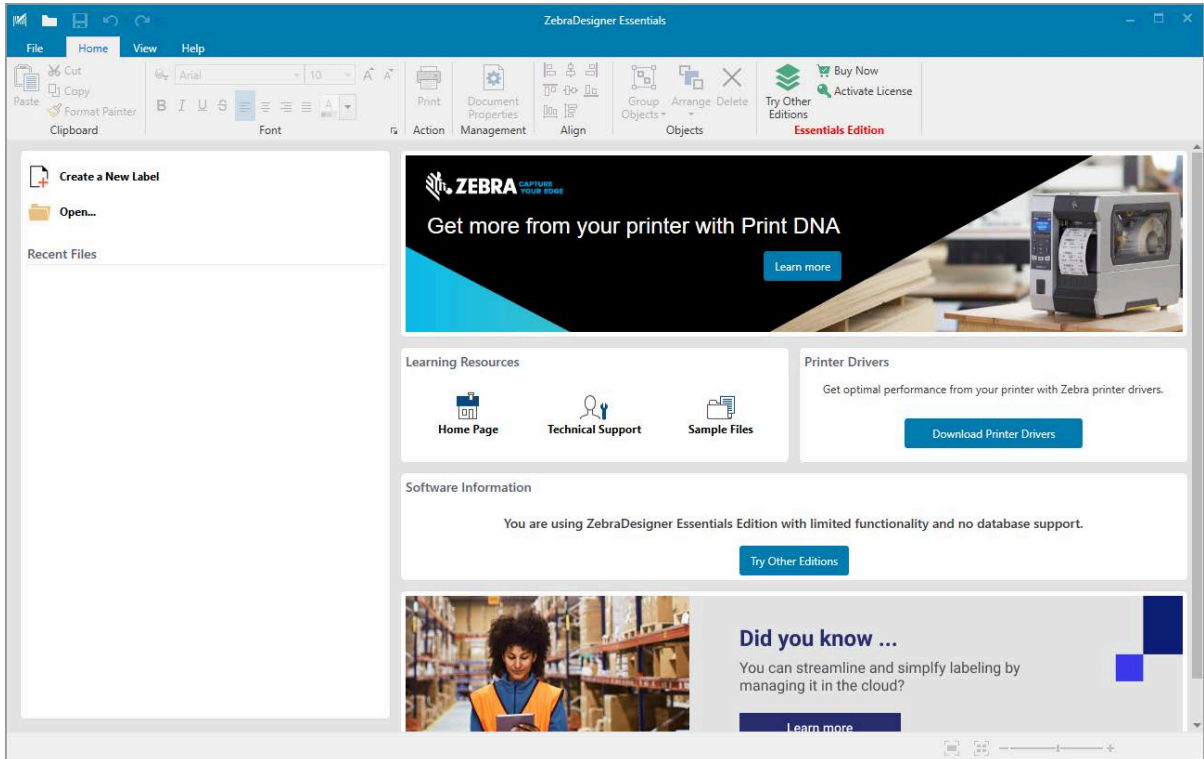 ZebraDesigner Essentials
File Home View Help
Paste
Cut
Copy
Format Painter
Clipboard
Arial 10
B I U S
Font
Print
Action
Document
Properties
Management
Align
Group
Objects
Arrange
Delete
Objects
Try Other
Editions
Buy Now
Activate License
Essentials Edition
Create a New Label
Open...
Recent Files
ZEBRA CAPTURE
YOUR EDGE
Get more from your printer with Print DNA
Learn more
Learning Resources
Home Page
Technical Support
Sample Files
Printer Drivers
Get optimal performance from your printer with Zebra printer drivers.
Download Printer Drivers
Software Information
You are using ZebraDesigner Essentials Edition with limited functionality and no database support.
Try Other Editions
Did you know ...
You can streamline and simplfy labeling by
managing it in the cloud?
Learn more